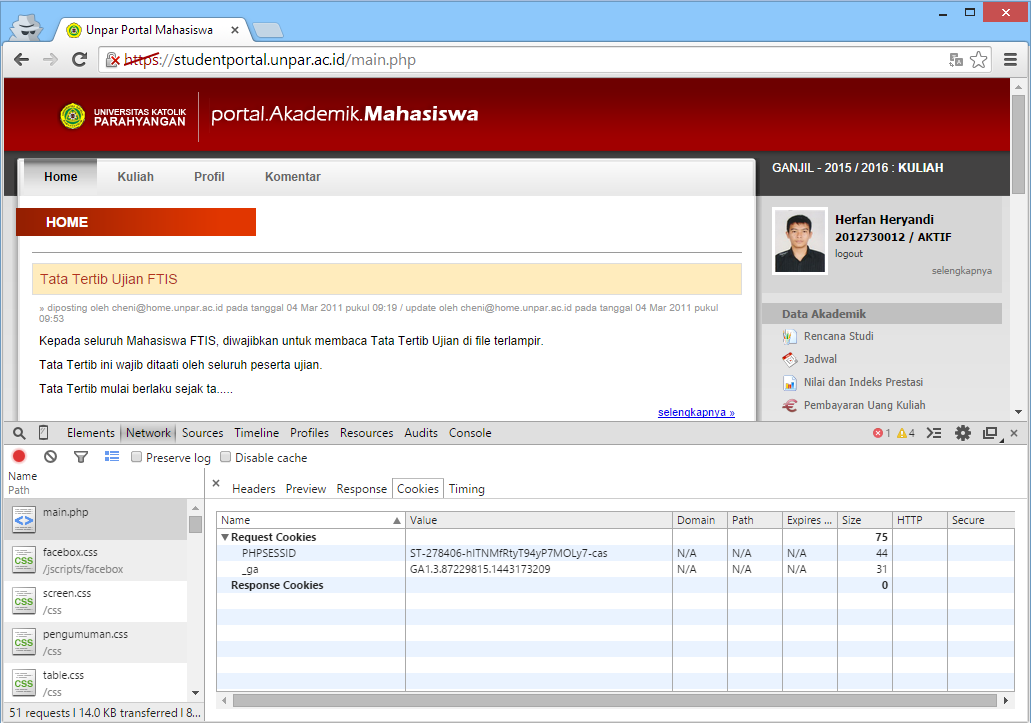 Unpar Portal Mahasiswa
https://studentportal.unpar.ac.id/main.php
UNIVERSITAS KATOLIK
PARAHYANGAN
portal.Akademik.Mahasiswa
Home Kuliah Profil Komentar
GANJIL - 2015 / 2016 : KULIAH
HOME
Herfan Heryandi
2012730012 / AKTIF
logout
selengkapnya
Tata Tertib Ujian FTIS
» diposting oleh cheni@home.unpar.ac.id pada tanggal 04 Mar 2011 pukul 09:19 / update oleh cheni@home.unpar.ac.id pada tanggal 04 Mar 2011 pukul
09:53
Kepada seluruh Mahasiswa FTIS, diwajibkan untuk membaca Tata Tertib Ujian di file terlampir.
Tata Tertib ini wajib ditaati oleh seluruh peserta ujian.
Tata Tertib mulai berlaku sejak ta.....
selengkapnya »
Data Akademik
Rencana Studi
Jadwal
Nilai dan Indeks Prestasi
Pembayaran Uang Kuliah
Elements Network Sources Timeline Profiles Resources Audits Console 1 4
Preserve log Disable cache
Name
Path
main.php
facebox.css
/jscripts/facebox
screen.css
/css
pengumuman.css
/css
table.css
/css
51 requests | 14.0 KB transferred | 8...
Headers Preview Response Cookies Timing
Name Value Domain Path Expires ... Size HTTP Secure
Request Cookies 75
PHPSESSID ST-278406-hITNMfRtyT94yP7MOLy7-cas N/A N/A N/A 44
_ga GA1.3.87229815.1443173209 N/A N/A N/A 31
Response Cookies 0